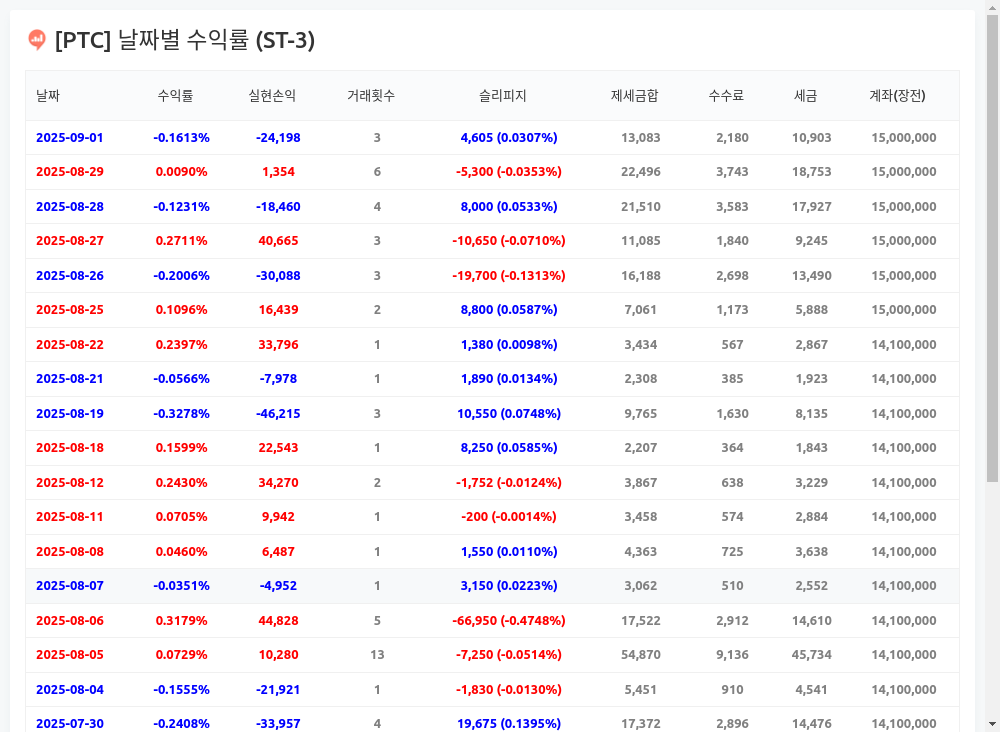 [PTC] 날짜별 수익률 (ST-3)
날짜 수익률 실현손익 거래횟수 슬리피지 제세금합 수수료 세금 계좌(장전)
2025-09-01 -0.1613% -24,198 3 4,605 (0.0307%) 13,083 2,180 10,903 15,000,000
2025-08-29 0.0090% 1,354 6 -5,300 (-0.0353%) 22,496 3,743 18,753 15,000,000
2025-08-28 -0.1231% -18,460 4 8,000 (0.0533%) 21,510 3,583 17,927 15,000,000
2025-08-27 0.2711% 40,665 3 -10,650 (-0.0710%) 11,085 1,840 9,245 15,000,000
2025-08-26 -0.2006% -30,088 3 -19,700 (-0.1313%) 16,188 2,698 13,490 15,000,000
2025-08-25 0.1096% 16,439 2 8,800 (0.0587%) 7,061 1,173 5,888 15,000,000
2025-08-22 0.2397% 33,796 1 1,380 (0.0098%) 3,434 567 2,867 14,100,000
2025-08-21 -0.0566% -7,978 1 1,890 (0.0134%) 2,308 385 1,923 14,100,000
2025-08-19 -0.3278% -46,215 3 10,550 (0.0748%) 9,765 1,630 8,135 14,100,000
2025-08-18 0.1599% 22,543 1 8,250 (0.0585%) 2,207 364 1,843 14,100,000
2025-08-12 0.2430% 34,270 2 -1,752 (-0.0124%) 3,867 638 3,229 14,100,000
2025-08-11 0.0705% 9,942 1 -200 (-0.0014%) 3,458 574 2,884 14,100,000
2025-08-08 0.0460% 6,487 1 1,550 (0.0110%) 4,363 725 3,638 14,100,000
2025-08-07 -0.0351% -4,952 1 3,150 (0.0223%) 3,062 510 2,552 14,100,000
2025-08-06 0.3179% 44,828 5 -66,950 (-0.4748%) 17,522 2,912 14,610 14,100,000
2025-08-05 0.0729% 10,280 13 -7,250 (-0.0514%) 54,870 9,136 45,734 14,100,000
2025-08-04 -0.1555% -21,921 1 -1,830 (-0.0130%) 5,451 910 4,541 14,100,000
2025-07-30 -0.2408% -33,957 4 19,675 (0.1395%) 17,372 2,896 14,476 14,100,000